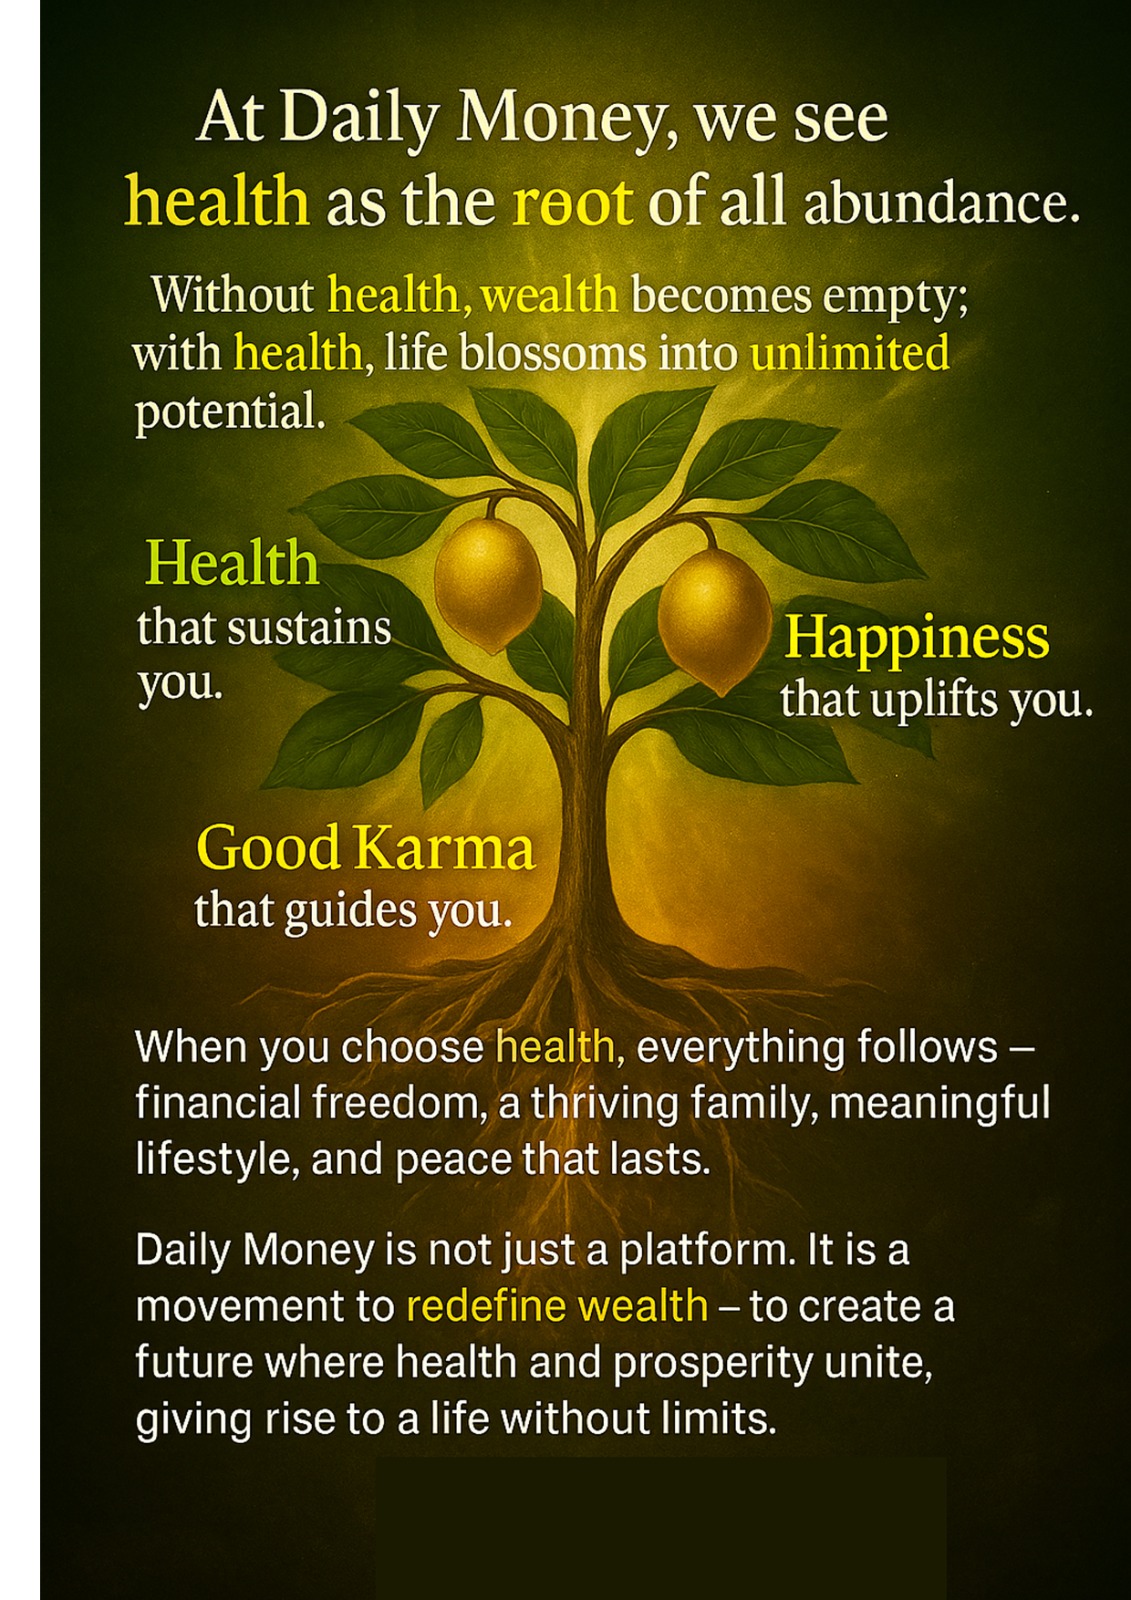 At Daily Money, we see
health as the root of all abundance.
Without health, wealth becomes empty;
with health, life blossoms into unlimited
potential.
Health
that sustains
you.
Happiness
that uplifts you.
Good Karma
that guides you.
When you choose health, everything follows –
financial freedom, a thriving family, meaningful
lifestyle, and peace that lasts.
Daily Money is not just a platform. It is a
movement to redefine wealth – to create a
future where health and prosperity unite,
giving rise to a life without limits.